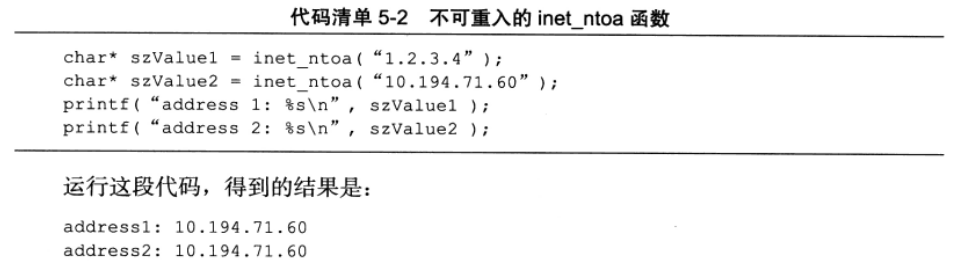 代码清单 5-2 不可重入的 inet_ntoa 函数
char* szValue1 = inet_ntoa( “1.2.3.4” );
char* szValue2 = inet_ntoa( “10.194.71.60” );
printf( “address 1: %s\n”, szValue1 );
printf( “address 2: %s\n”, szValue2 );
运行这段代码，得到的结果是：
address1: 10.194.71.60
address2: 10.194.71.60